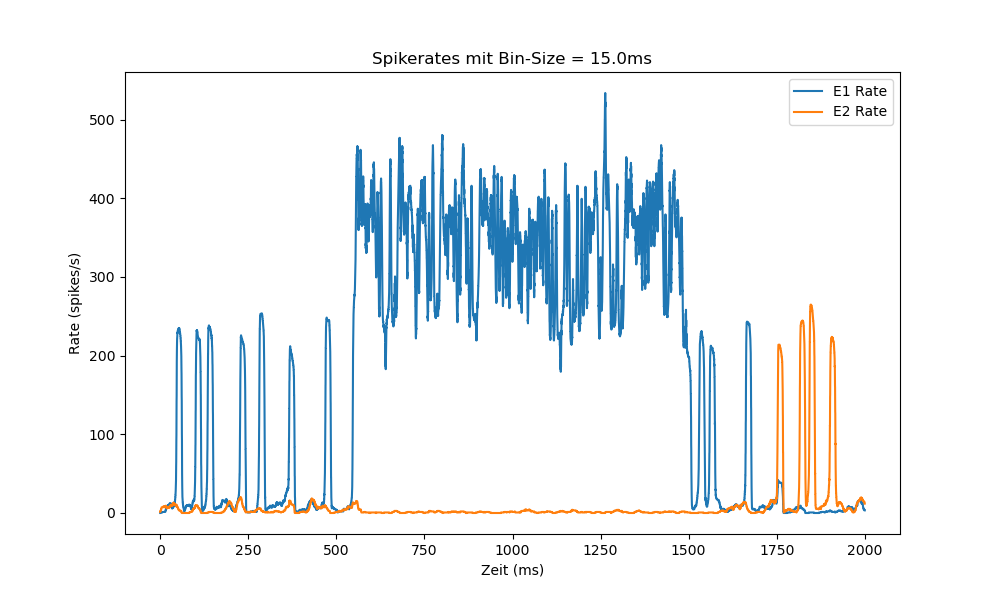 Spikerates mit Bin-Size = 15.0ms
E1 Rate
E2 Rate
500
400
300
200
100
0
Rate (spikes/s)
0 250 500 750 1000 1250 1500 1750 2000
Zeit (ms)